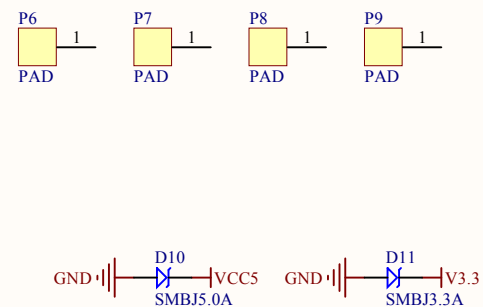 P6 P7 P8 P9
1 1 1 1
PAD PAD PAD PAD
D10 D11
GND VCC5 GND V3.3
SMBJ5.0A SMBJ3.3A